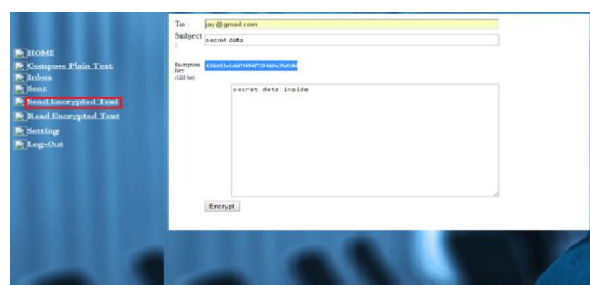 To :
jay@gmail.com
Subject
:
secret data
Encryption
Key
(128 bit)
secret data inside
Encrypt
HOME
Compose Plain Text
Inbox
Sent
Send Encrypted Text
Read Encrypted Text
Setting
Log-Out